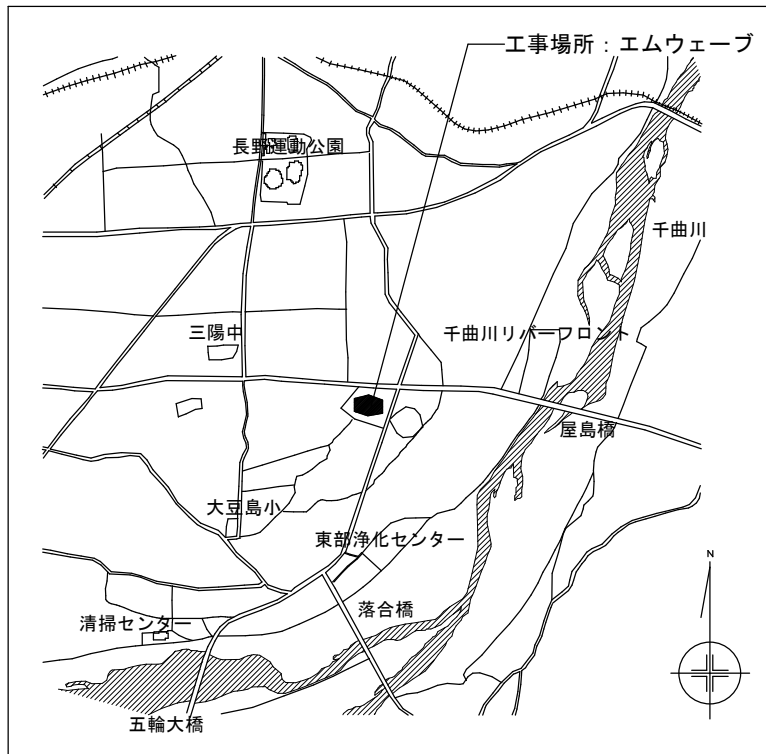 工事場所：エムウェーブ
長野運動公園
千曲川
三陽中
千曲川リバーフロント
屋島橋
大豆島小
東部浄化センター
落合橋
清掃センター
五輪大橋
N